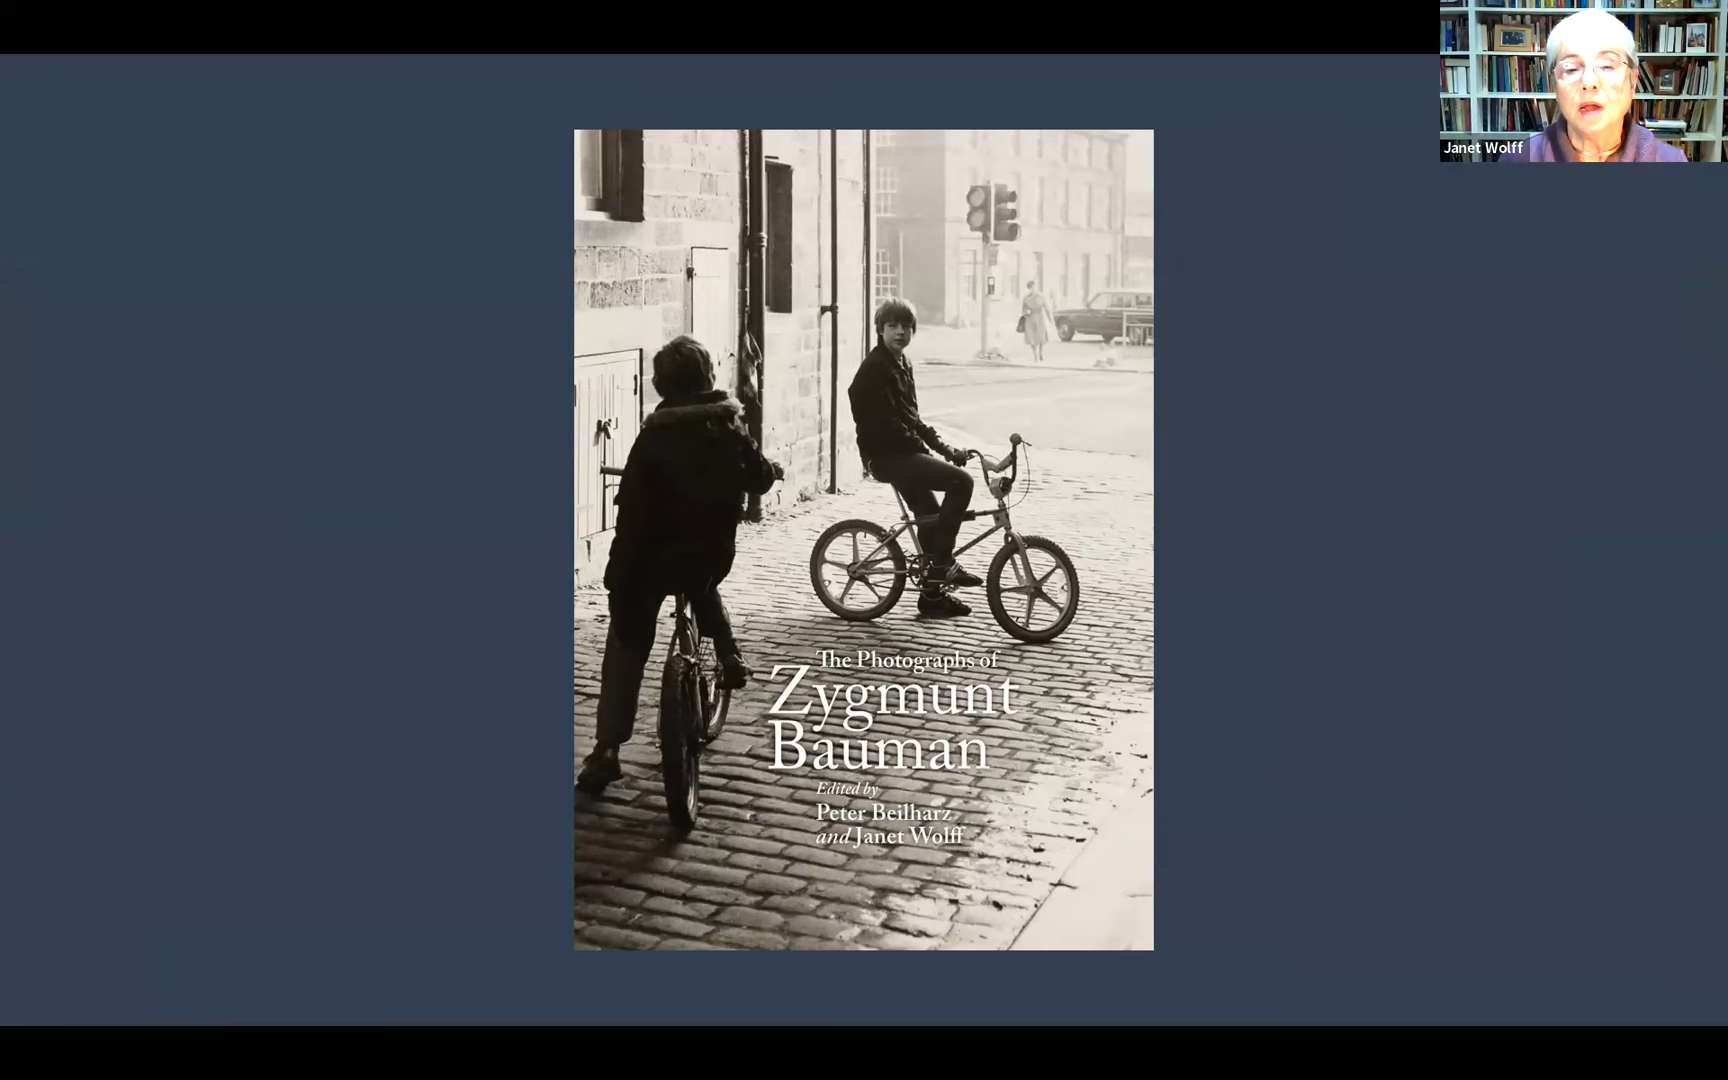 Janet Wolff
The Photographs of
Zygmunt
Bauman
Edited by
Peter Beilharz
and Janet Wolff